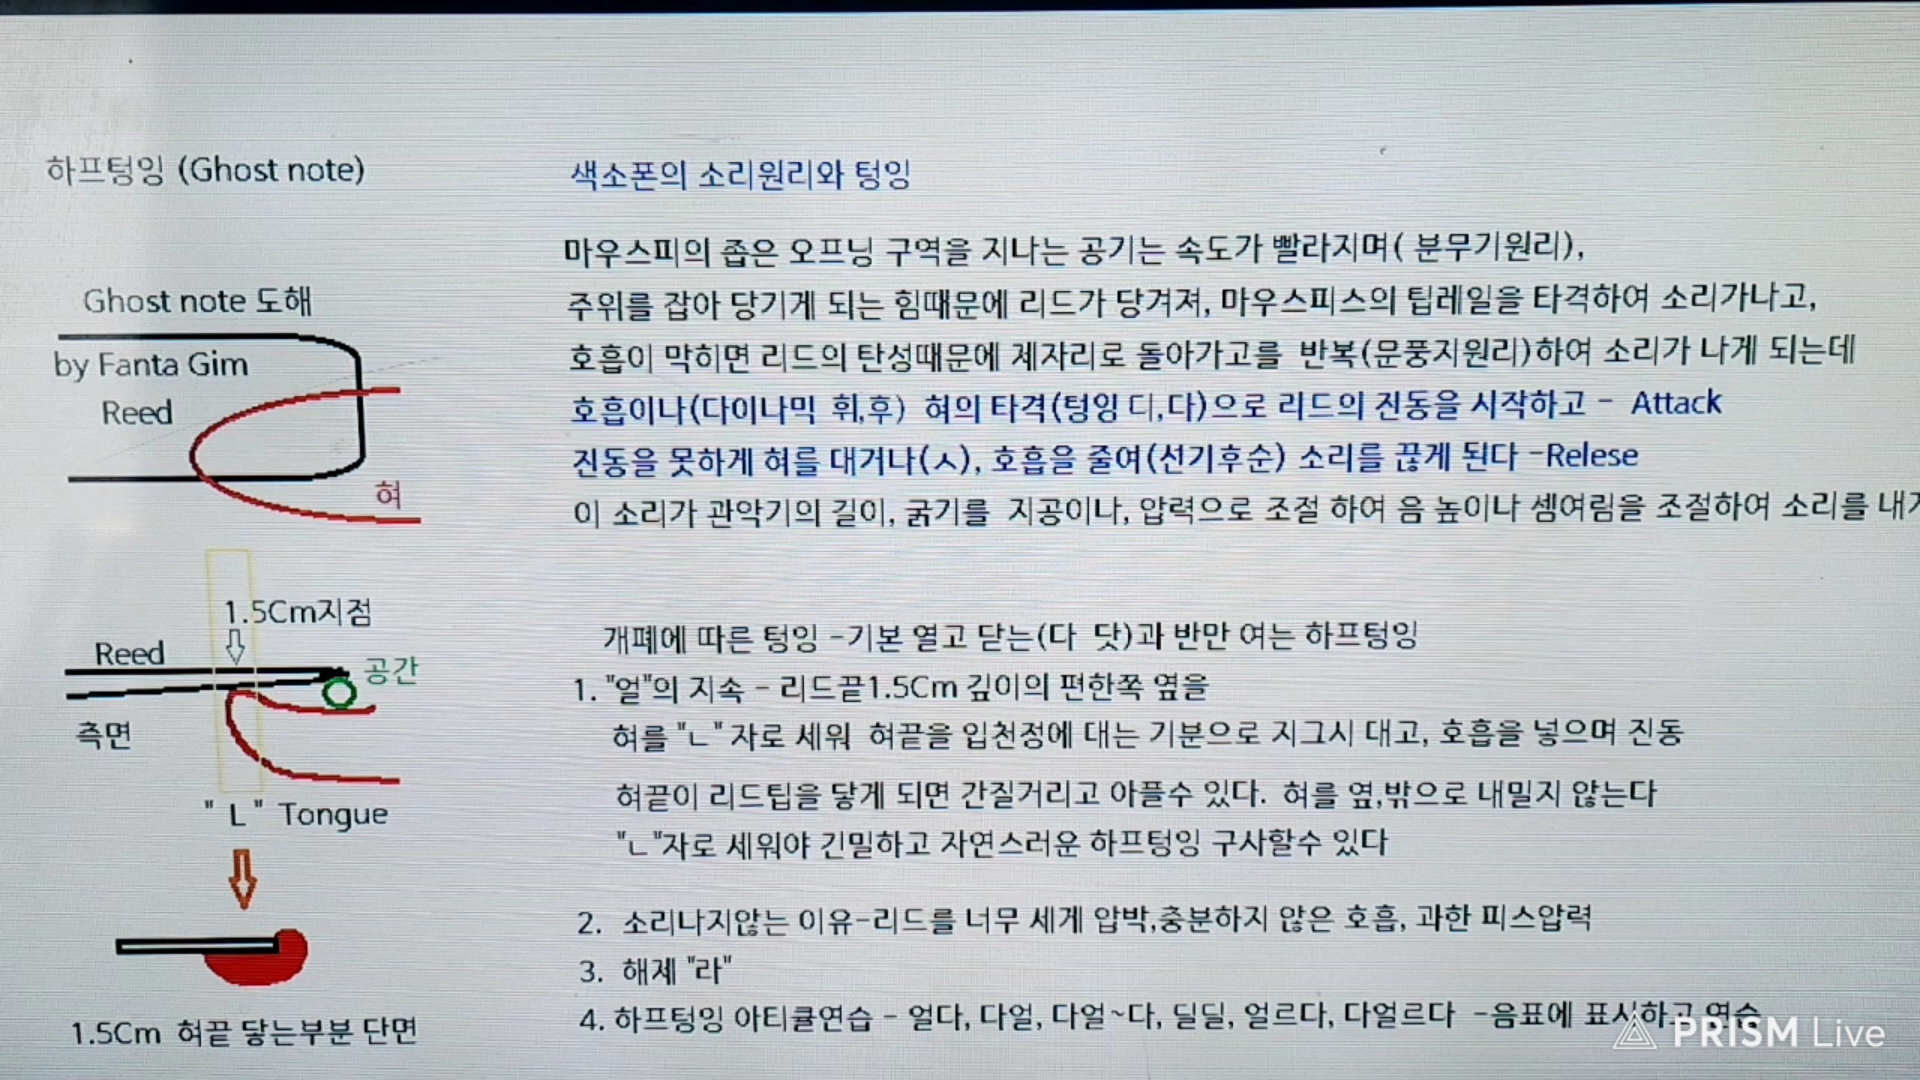 하프텅잉 (Ghost note)
Ghost note 도해
by Fanta Gim
Reed
혀
1.5Cm지점
Reed
공간
측면
" L " Tongue
1.5Cm 혀끝 닿는부분 단면
색소폰의 소리원리와 텅잉
마우스피의 좁은 오프닝 구역을 지나는 공기는 속도가 빨라지며( 분무기원리),
주위를 잡아 당기게 되는 힘때문에 리드가 당겨져, 마우스피스의 팁레일을 타격하여 소리가나고,
호흡이 막히면 리드의 탄성때문에 제자리로 돌아가고를 반복(문풍지원리)하여 소리가 나게 되는데
호흡이나(다이나믹 휘,후) 혀의 타격(텅잉 디,다)으로 리드의 진동을 시작하고 - Attack
진동을 못하게 혀를 대거나(ㅅ), 호흡을 줄여(선기후순) 소리를 끊게 된다 -Relese
이 소리가 관악기의 길이, 굵기를 지공이나, 압력으로 조절 하여 음 높이나 셈여림을 조절하여 소리를
개폐에 따른 텅잉 -기본 열고 닫는(다 닷)과 반만 여는 하프텅잉
1. "얼"의 지속 - 리드끝1.5Cm 깊이의 편한쪽 옆을
혀를 "ㄴ" 자로 세워 혀끝을 입천정에 대는 기분으로 지그시 대고, 호흡을 넣으며 진동
혀끝이 리드팁을 닿게 되면 간질거리고 아플수 있다. 혀를 옆,밖으로 내밀지 않는다
"ㄴ"자로 세워야 긴밀하고 자연스러운 하프텅잉 구사할수 있다
2. 소리나지않는 이유-리드를 너무 세게 압박,충분하지 않은 호흡, 과한 피스압력
3. 해제 "라"
4. 하프텅잉 아티큘연습 - 얼다, 다얼, 다얼~다, 딜딜, 얼르다, 다얼르다 -음표에 표시하고 연습
PRISM Live